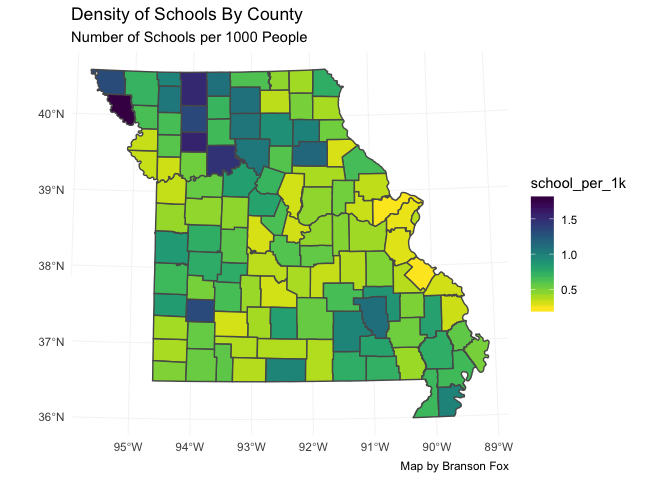 Density of Schools By County
Number of Schools per 1000 People
40°N
39°N
38°N
37°N
36°N
95°W 94°W 93°W 92°W 91°W 90°W 89°W
school_per_1k
1.5
1.0
0.5
Map by Branson Fox